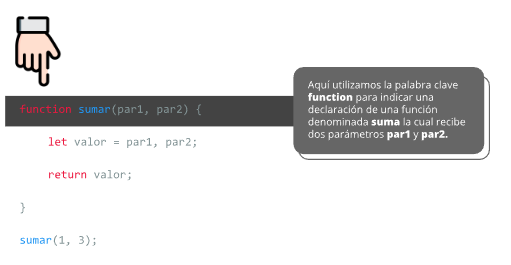 function sumar(par1, par2) {
let valor = par1, par2;
return valor;
}
sumar(1, 3);
Aquí utilizamos la palabra clave
function para indicar una
declaración de una función
denominada suma la cual recibe
dos parámetros par1 y par2.